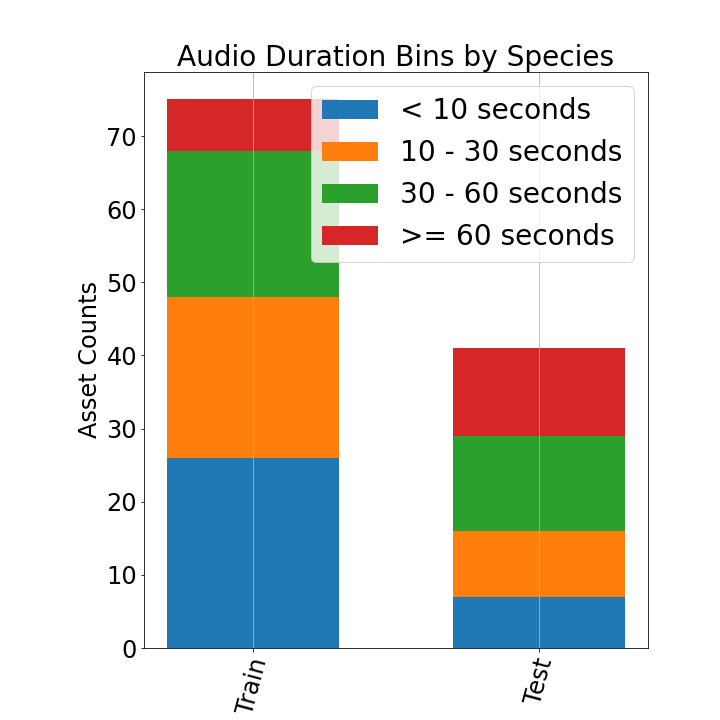 Audio Duration Bins by Species
< 10 seconds
10 - 30 seconds
30 - 60 seconds
>= 60 seconds
Asset Counts
70
60
50
40
30
20
10
0
Train
Test